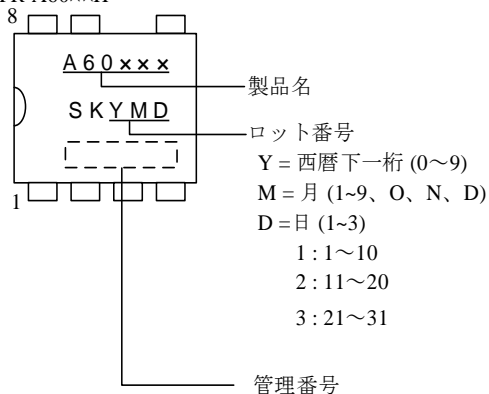 8
A60×××
製品名
SKYMD
ロット番号
Y = 西暦下一桁 (0～9)
M = 月 (1~9、O、N、D)
D =日 (1~3)
1 : 1～10
2 : 11～20
3 : 21～31
1
管理番号